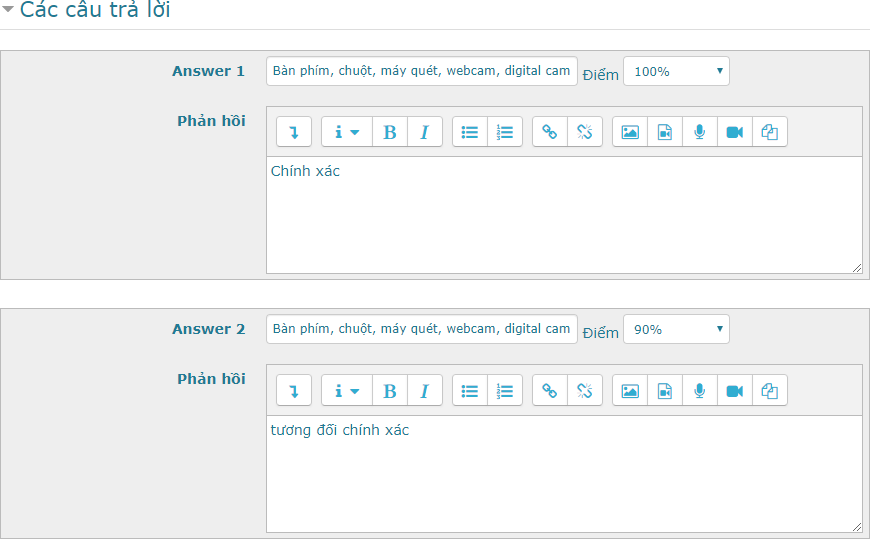 Các câu trả lời
Answer 1 Bàn phím, chuột, máy quét, webcam, digital cam Điểm 100%
Phản hồi
Chính xác
Answer 2 Bàn phím, chuột, máy quét, webcam, digital cam Điểm 90%
Phản hồi
tương đối chính xác